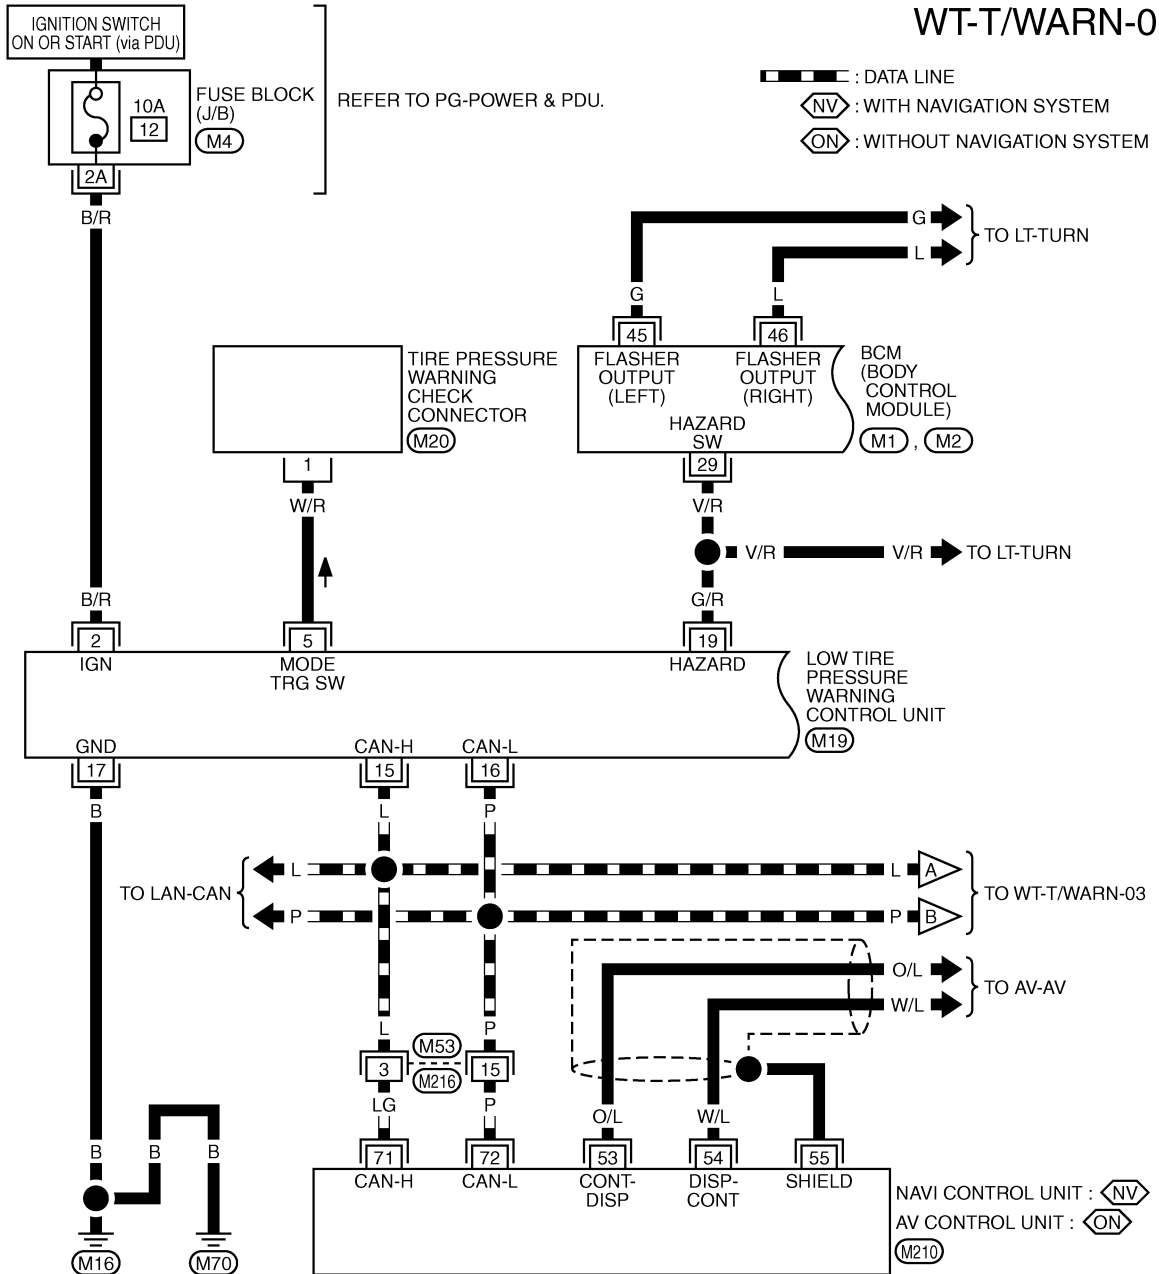 WT-T/WARN-0
IGNITION SWITCH
ON OR START (via PDU)
10A
12
FUSE BLOCK
(J/B)
M4
REFER TO PG-POWER & PDU.
: DATA LINE
NV : WITH NAVIGATION SYSTEM
ON : WITHOUT NAVIGATION SYSTEM
2A
B/R
G
TO LT-TURN
L
G
L
45
46
FLASHER
OUTPUT
(LEFT)
FLASHER
OUTPUT
(RIGHT)
HAZARD
SW
BCM
(BODY
CONTROL
MODULE)
M1 , M2
TIRE PRESSURE
WARNING
CHECK
CONNECTOR
M20
1
W/R
29
V/R
V/R
V/R
TO LT-TURN
B/R
G/R
2
5
19
IGN
MODE
TRG SW
HAZARD
LOW TIRE
PRESSURE
WARNING
CONTROL UNIT
M19
GND
CAN-H
CAN-L
17
15
16
B
L
P
TO LAN-CAN
L
L
A
P
P
B
TO WT-T/WARN-03
O/L
W/L
TO AV-AV
L
P
M53
3
15
M216
LG
P
O/L
W/L
B
B
B
71
72
53
54
55
CAN-H
CAN-L
CONT-
DISP
DISP-
CONT
SHIELD
NAVI CONTROL UNIT : NV
AV CONTROL UNIT : ON
M210
M16
M70